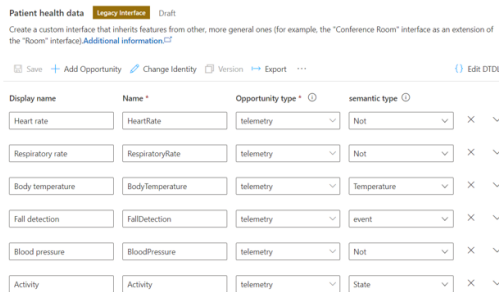 Patient health data Legacy Interface Draft
Create a custom interface that inherits features from other, more general ones (for example, the "Conference Room" interface as an extension of
the "Room" interface).Additional information.
Save Add Opportunity Change Identity Version Export ... {} Edit DTDL
Display name Name * Opportunity type * semantic type
Heart rate HeartRate telemetry Not
Respiratory rate RespiratoryRate telemetry Not
Body temperature BodyTemperature telemetry Temperature
Fall detection FallDetection telemetry event
Blood pressure BloodPressure telemetry Not
Activity Activity telemetry State